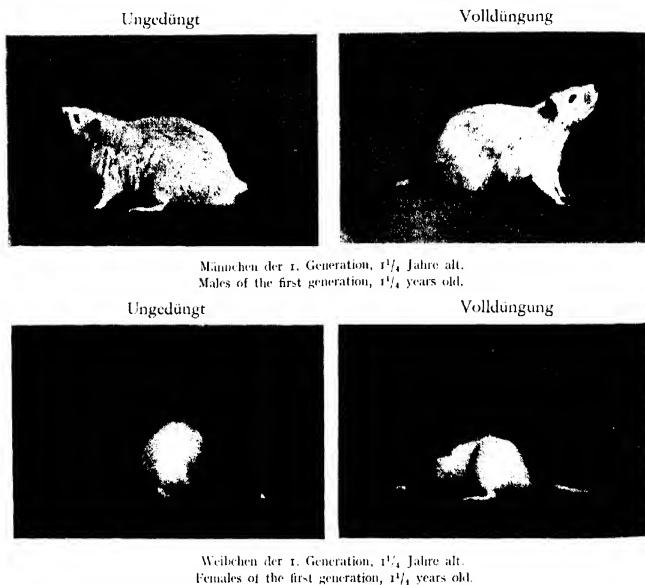 Ungedüngt
Volldüngung
Männchen der 1. Generation, 1¹/₄ Jahre alt.
Males of the first generation, 1¹/₄ years old.
Ungedüngt
Volldüngung
Weibchen der 1. Generation, 1¹/₄ Jahre alt.
Females of the first generation, 1¹/₄ years old.